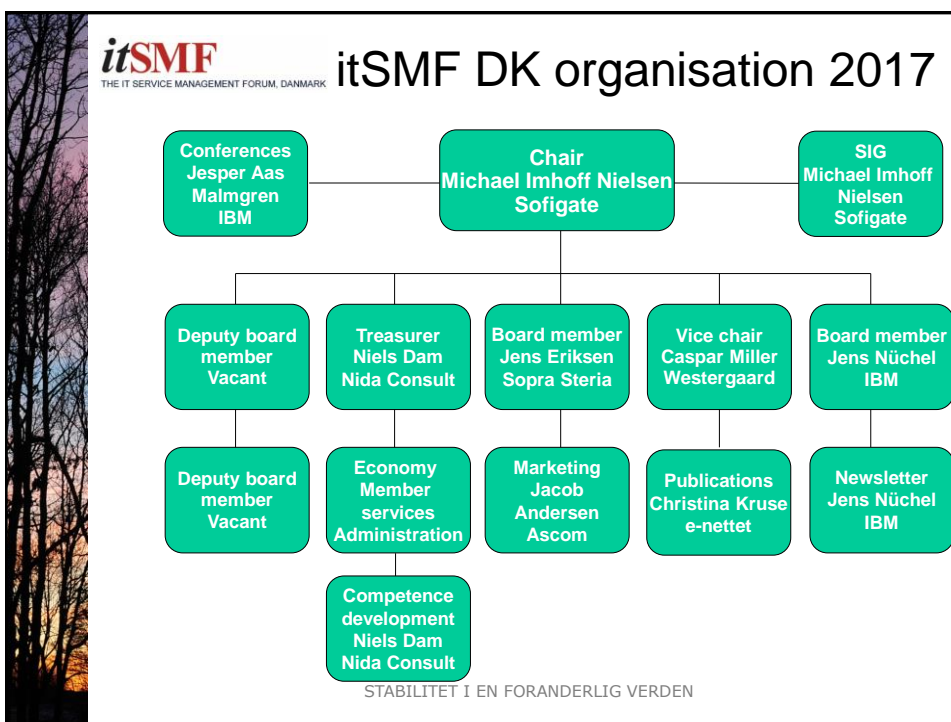 itSMF
THE IT SERVICE MANAGEMENT FORUM, DANMARK
itSMF DK organisation 2017
Conferences
Jesper Aas
Malmgren
IBM
Chair
Michael Imhoff Nielsen
Sofigate
SIG
Michael Imhoff
Nielsen
Sofigate
Deputy board
member
Vacant
Treasurer
Niels Dam
Nida Consult
Board member
Jens Eriksen
Sopra Steria
Vice chair
Caspar Miller
Westergaard
Board member
Jens Nüchel
IBM
Deputy board
member
Vacant
Economy
Member
services
Administration
Marketing
Jacob
Andersen
Ascom
Publications
Christina Kruse
e-nettet
Newsletter
Jens Nüchel
IBM
Competence
development
Niels Dam
Nida Consult
STABILITET I EN FORANDERLIG VERDEN